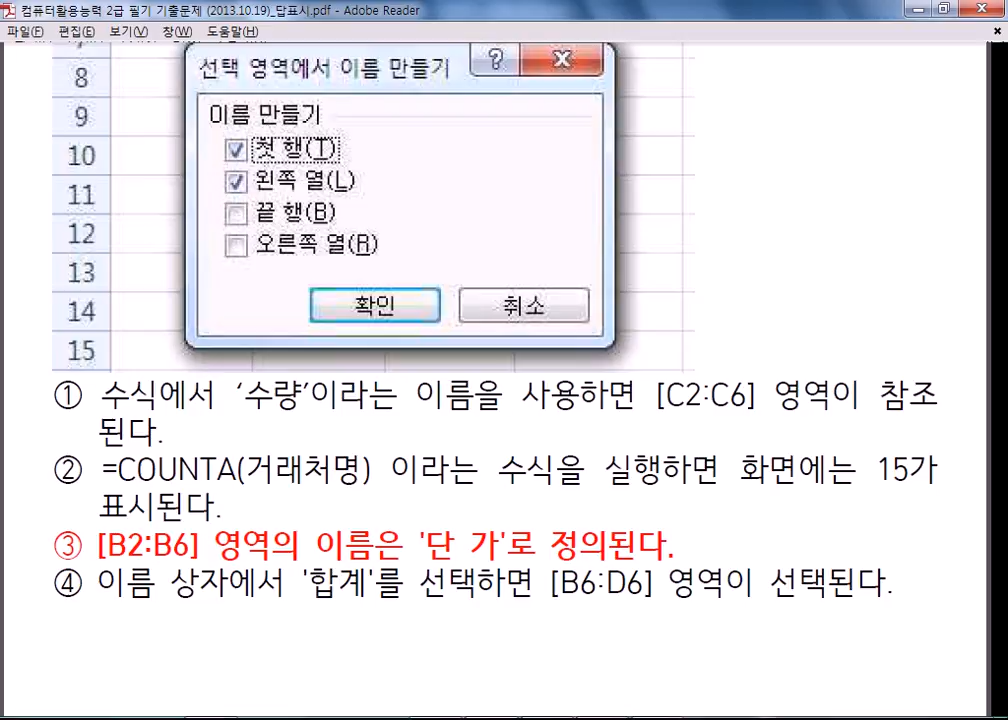 컴퓨터활용능력 2급 필기 기출문제 (2013.10.19)_답표시.pdf - Adobe Reader
파일(F) 편집(E) 보기(V) 창(W) 도움말(H)
선택 영역에서 이름 만들기
이름 만들기
첫 행(T)
왼쪽 열(L)
끝 행(B)
오른쪽 열(R)
확인 취소
8
9
10
11
12
13
14
15
① 수식에서 ‘수량’이라는 이름을 사용하면 [C2:C6] 영역이 참조
된다.
② =COUNTA(거래처명) 이라는 수식을 실행하면 화면에는 15가
표시된다.
③ [B2:B6] 영역의 이름은 '단 가'로 정의된다.
④ 이름 상자에서 '합계'를 선택하면 [B6:D6] 영역이 선택된다.